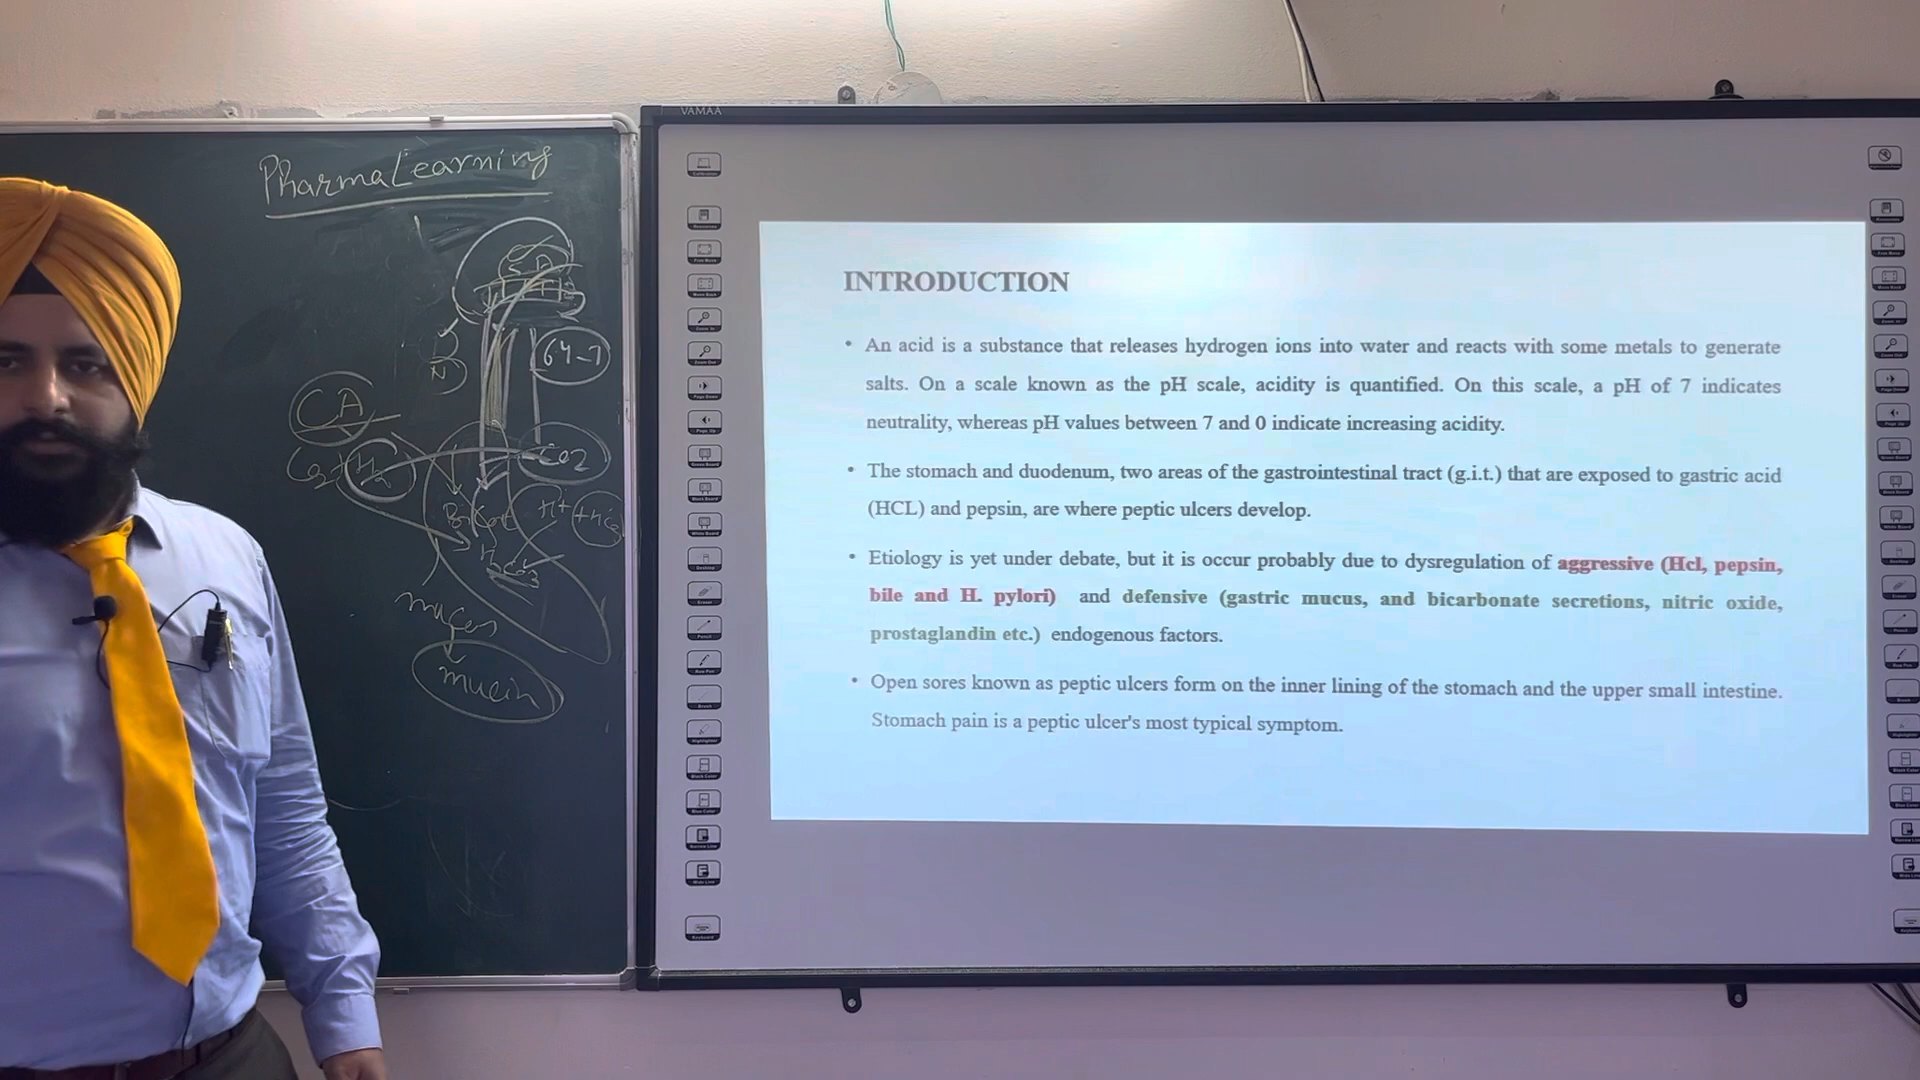 PharmaLearning
6.4-7
CA
CO2
H+ + HCO3
HCO3
mucos
mucin
VAMAA
INTRODUCTION
• An acid is a substance that releases hydrogen ions into water and reacts with some metals to generate
salts. On a scale known as the pH scale, acidity is quantified. On this scale, a pH of 7 indicates
neutrality, whereas pH values between 7 and 0 indicate increasing acidity.
• The stomach and duodenum, two areas of the gastrointestinal tract (g.i.t.) that are exposed to gastric acid
(HCL) and pepsin, are where peptic ulcers develop.
• Etiology is yet under debate, but it is occur probably due to dysregulation of aggressive (Hcl, pepsin,
bile and H. pylori) and defensive (gastric mucus, and bicarbonate secretions, nitric oxide,
prostaglandin etc.) endogenous factors.
• Open sores known as peptic ulcers form on the inner lining of the stomach and the upper small intestine.
Stomach pain is a peptic ulcer's most typical symptom.